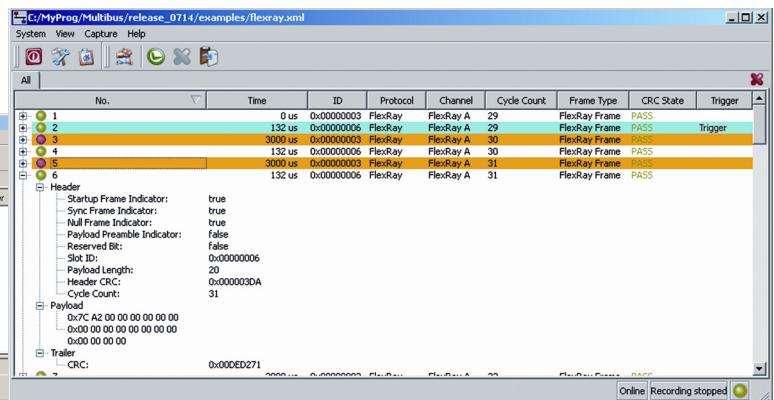 C:/MyProg/Multibus/release_0714/examples/flexray.xml
System View Capture Help
All
No. Time ID Protocol Channel Cycle Count Frame Type CRC State Trigger
1 0 us 0x00000003 FlexRay FlexRay A 29 FlexRay Frame PASS
2 132 us 0x00000006 FlexRay FlexRay A 29 FlexRay Frame PASS Trigger
3 3000 us 0x00000003 FlexRay FlexRay A 30 FlexRay Frame PASS
4 132 us 0x00000006 FlexRay FlexRay A 30 FlexRay Frame PASS
5 3000 us 0x00000003 FlexRay FlexRay A 31 FlexRay Frame PASS
6 132 us 0x00000006 FlexRay FlexRay A 31 FlexRay Frame PASS
Header
Startup Frame Indicator: true
Sync Frame Indicator: true
Null Frame Indicator: true
Payload Preamble Indicator: false
Reserved Bit: false
Slot ID: 0x00000006
Payload Length: 20
Header CRC: 0x000003DA
Cycle Count: 31
Payload
0x7C A2 00 00 00 00 00 00
0x00 00 00 00 00 00 00 00
0x00 00 00 00
Trailer
CRC: 0x00DED271
Online Recording stopped